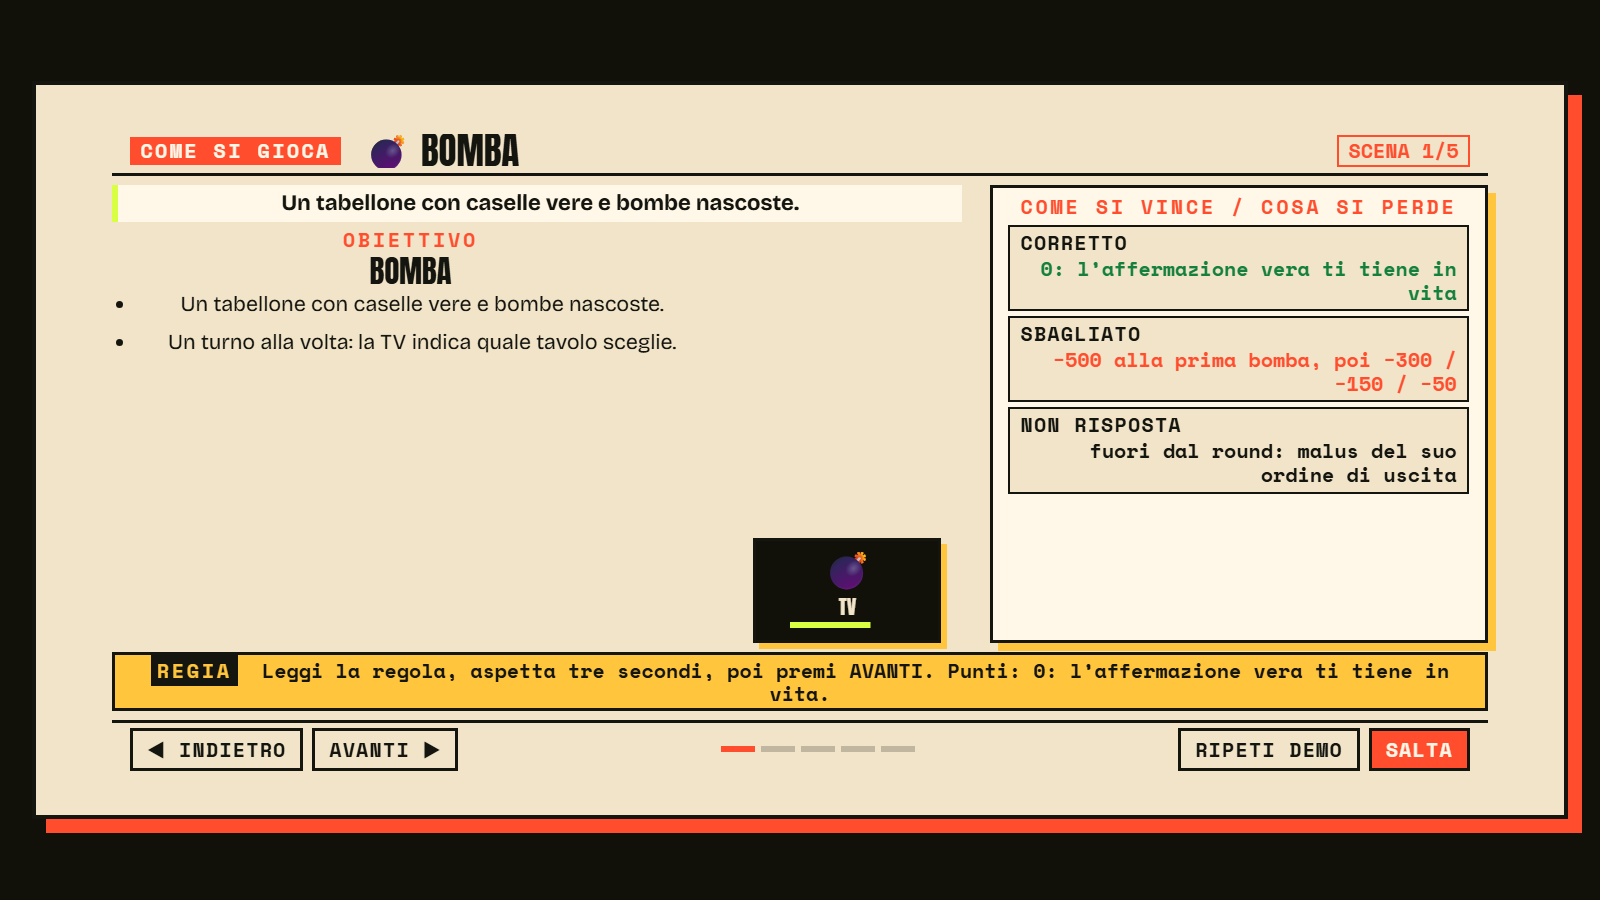 COME SI GIOCA
BOMBA
SCENA 1/5
Un tabellone con caselle vere e bombe nascoste.
OBIETTIVO
BOMBA
• Un tabellone con caselle vere e bombe nascoste.
• Un turno alla volta: la TV indica quale tavolo sceglie.
TV
COME SI VINCE / COSA SI PERDE
CORRETTO
0: l'affermazione vera ti tiene in
vita
SBAGLIATO
-500 alla prima bomba, poi -300 /
-150 / -50
NON RISPOSTA
fuori dal round: malus del suo
ordine di uscita
REGIA Leggi la regola, aspetta tre secondi, poi premi AVANTI. Punti: 0: l'affermazione vera ti tiene in
vita.
◀ INDIETRO
AVANTI ▶
RIPETI DEMO
SALTA